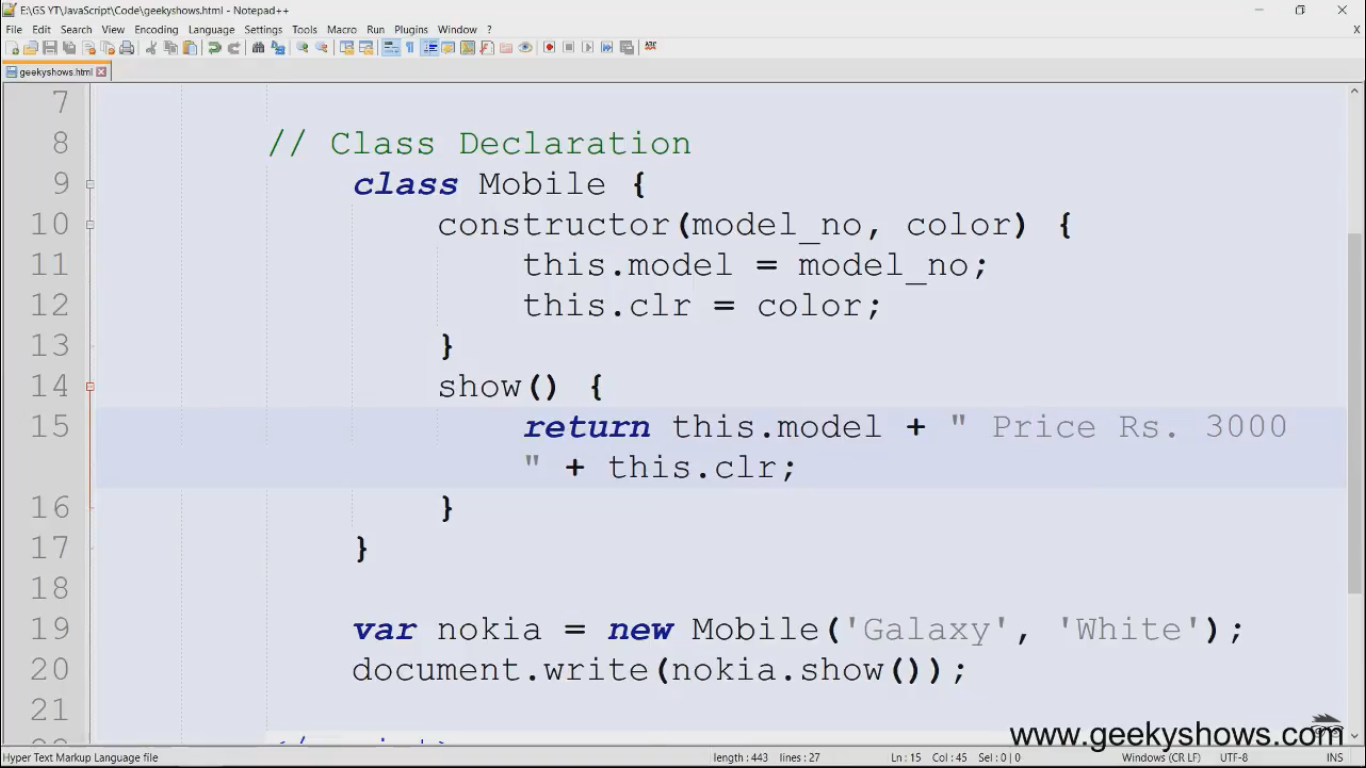 E:\GS YT\JavaScript\Code\geekyshows.html - Notepad++
File Edit Search View Encoding Language Settings Tools Macro Run Plugins Window ?
geekyshows.html
7
8 // Class Declaration
9 class Mobile {
10 constructor(model_no, color) {
11 this.model = model_no;
12 this.clr = color;
13 }
14 show() {
15 return this.model + " Price Rs. 3000
" + this.clr;
16 }
17 }
18
19 var nokia = new Mobile('Galaxy', 'White');
20 document.write(nokia.show());
21
www.geekyshows.com
Hyper Text Markup Language file length : 443 lines : 27 Ln : 15 Col : 45 Sel : 0 | 0 Windows (CR LF) UTF-8 INS